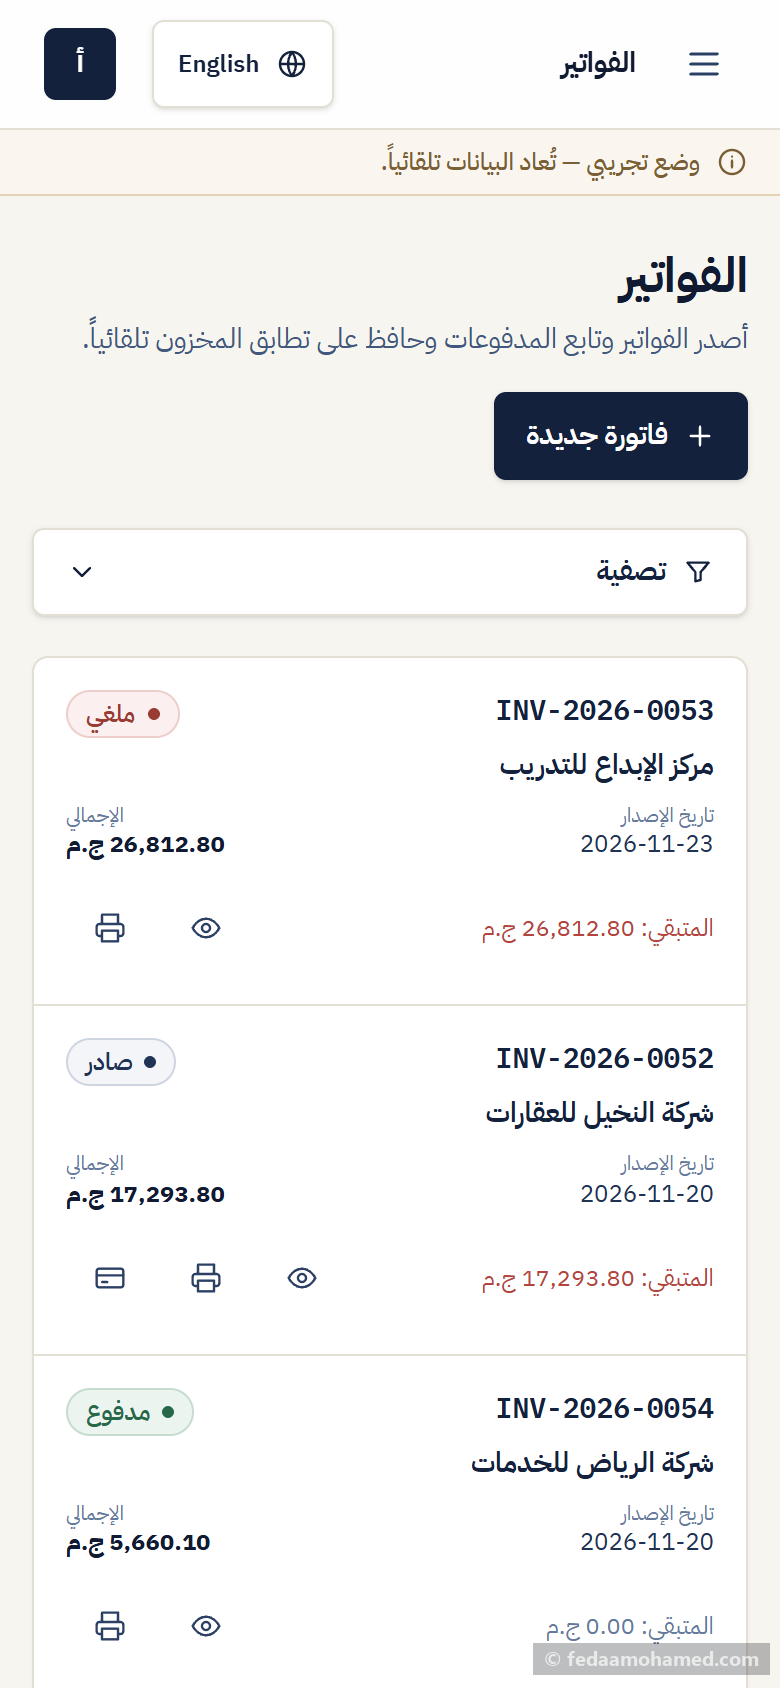 الفواتير
English
أ
وضع تجريبي — تُعاد البيانات تلقائياً.
الفواتير
أصدر الفواتير وتابع المدفوعات وحافظ على تطابق المخزون تلقائياً.
فاتورة جديدة
تصفية
INV-2026-0053
ملغي
مركز الإبداع للتدريب
تاريخ الإصدار
الإجمالي
2026-11-23
26,812.80 ج.م
المتبقي: 26,812.80 ج.م
INV-2026-0052
صادر
شركة النخيل للعقارات
تاريخ الإصدار
الإجمالي
2026-11-20
17,293.80 ج.م
المتبقي: 17,293.80 ج.م
INV-2026-0054
مدفوع
شركة الرياض للخدمات
تاريخ الإصدار
الإجمالي
2026-11-20
5,660.10 ج.م
المتبقي: 0.00 ج.م
© fedaamohamed.com